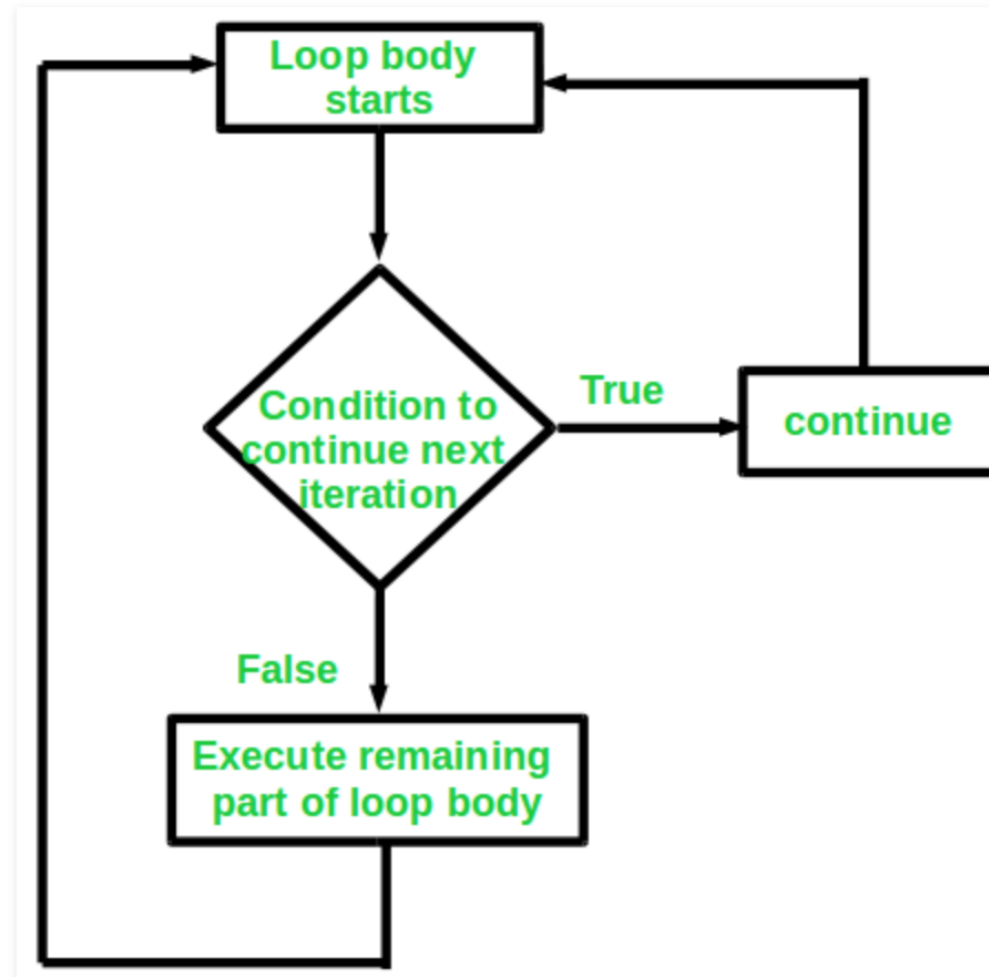 Loop body
starts
Condition to
continue next
iteration
True
continue
False
Execute remaining
part of loop body